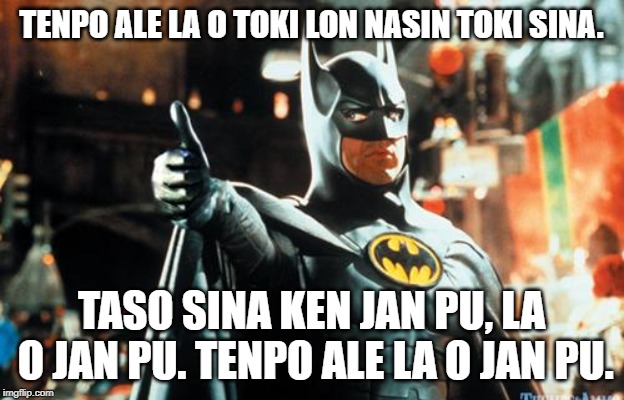 TENPO ALE LA O TOKI LON NASIN TOKI SINA.
TASO SINA KEN JAN PU, LA
O JAN PU. TENPO ALE LA O JAN PU.
imgflip.com